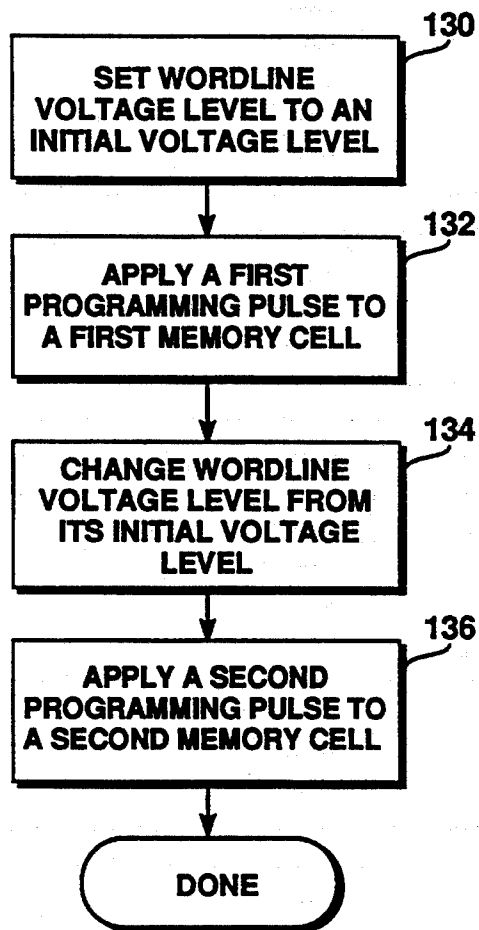 130
SET WORDLINE
VOLTAGE LEVEL TO AN
INITIAL VOLTAGE LEVEL
132
APPLY A FIRST
PROGRAMMING PULSE TO
A FIRST MEMORY CELL
134
CHANGE WORDLINE
VOLTAGE LEVEL FROM
ITS INITIAL VOLTAGE
LEVEL
136
APPLY A SECOND
PROGRAMMING PULSE TO
A SECOND MEMORY CELL
DONE